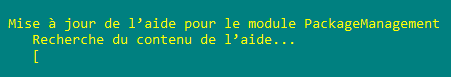 Mise à jour de l’aide pour le module PackageManagement
Recherche du contenu de l’aide...
[